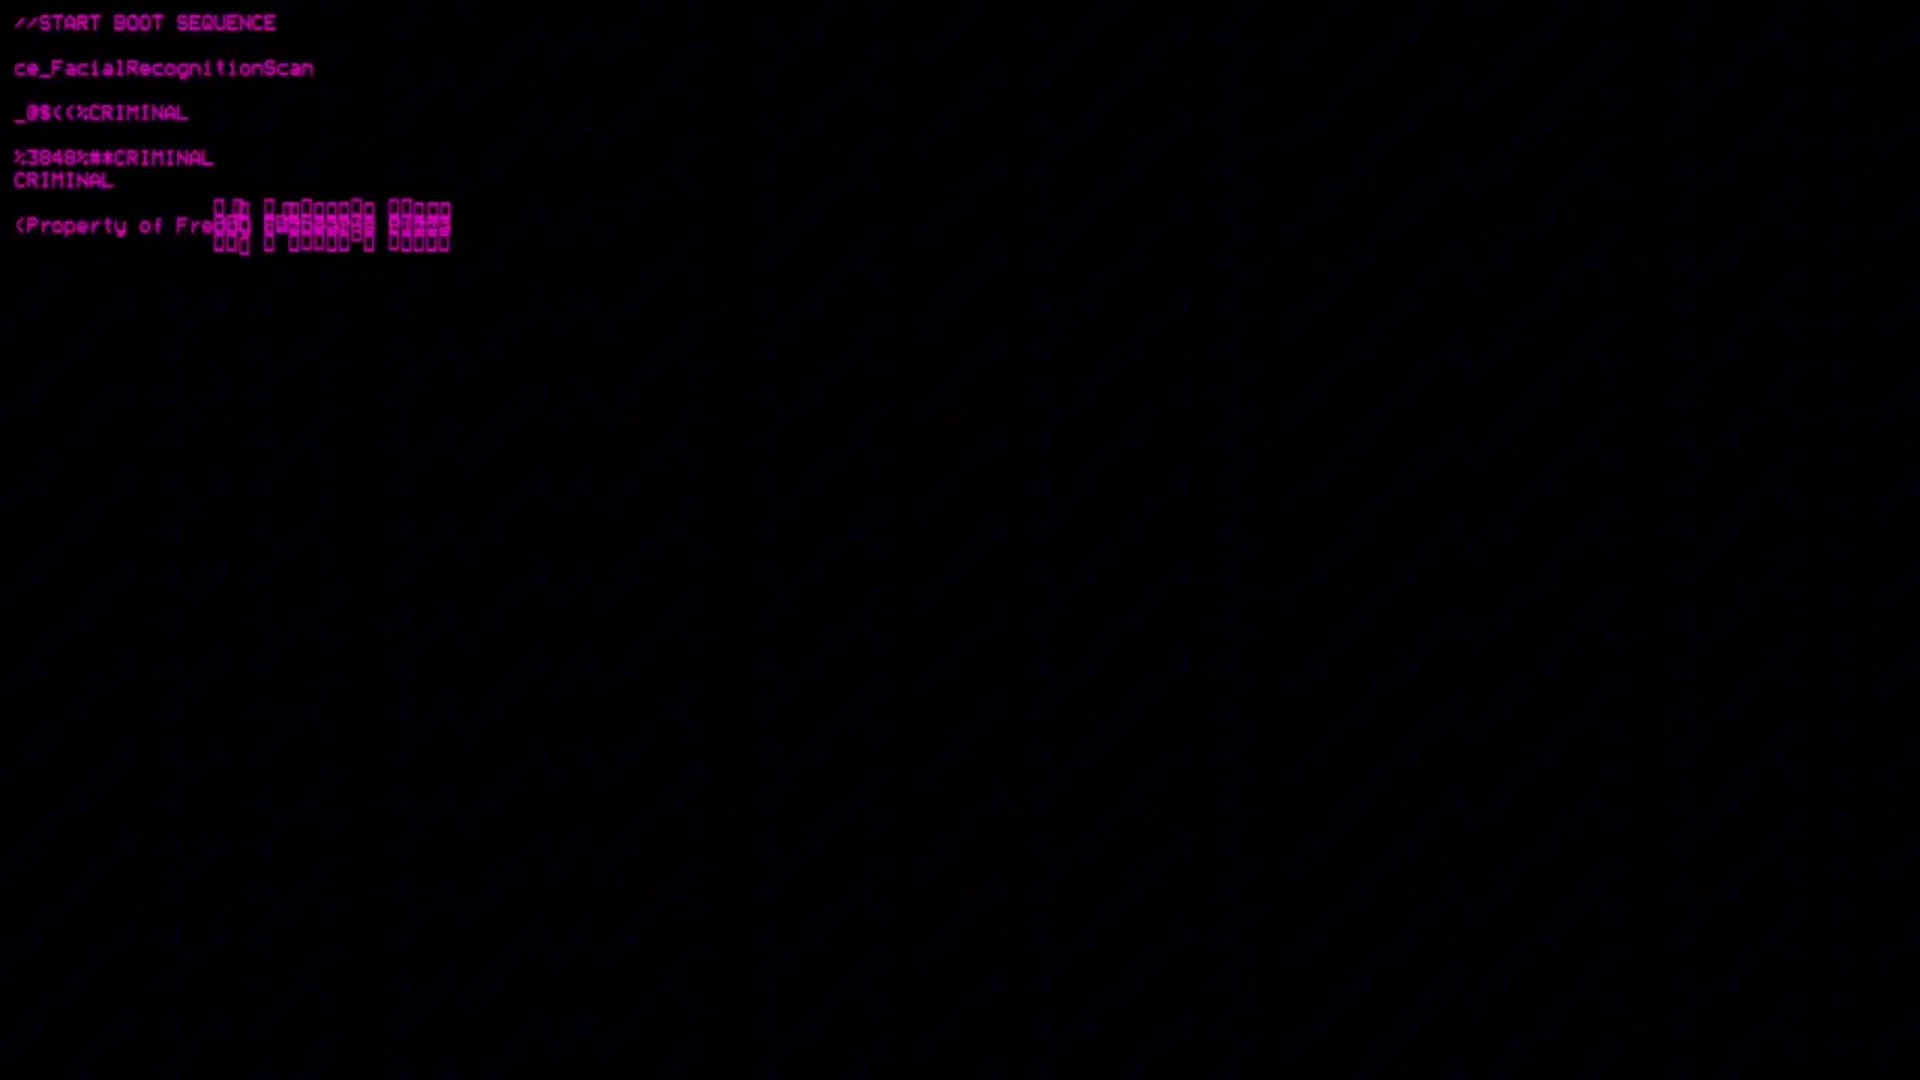 //START BOOT SEQUENCE
ce_FacialRecognitionScan
_@$((%CRIMINAL
%3848%##CRIMINAL
CRIMINAL
(Property of